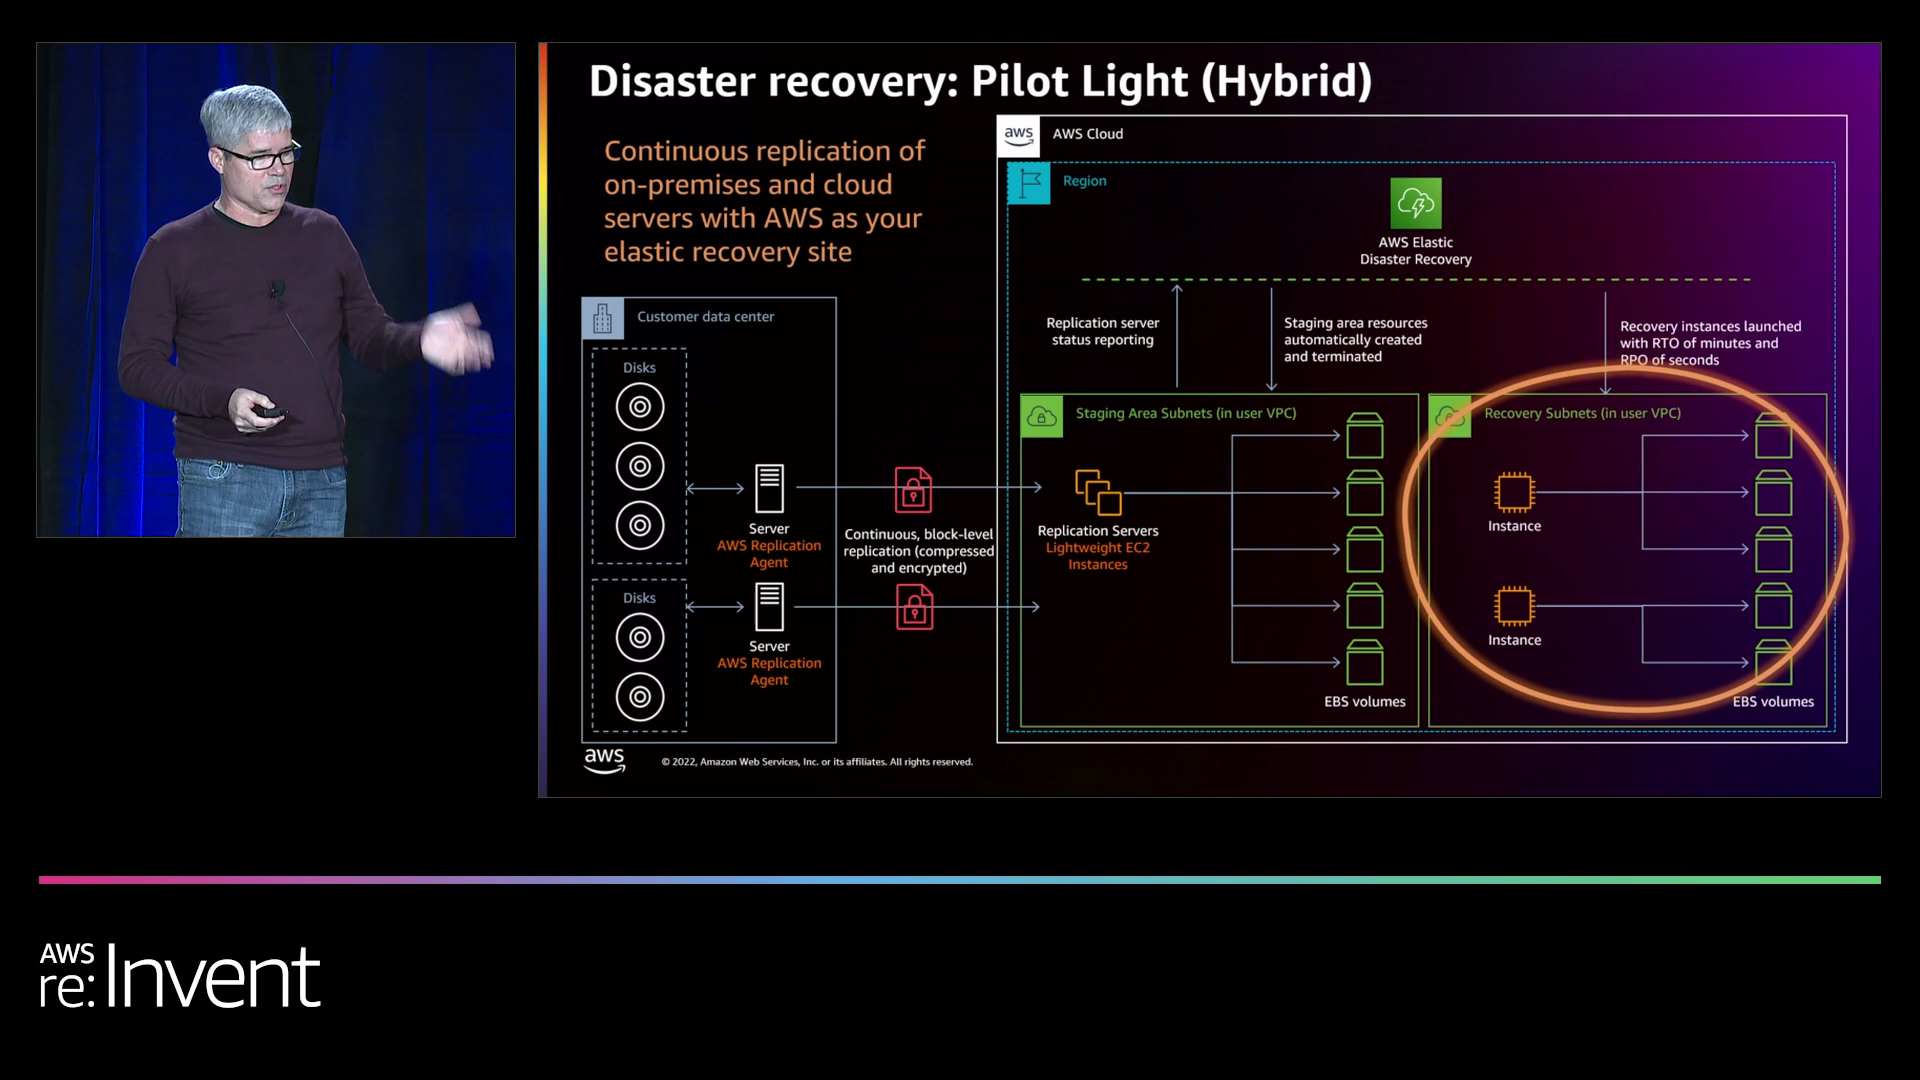 Disaster recovery: Pilot Light (Hybrid)
Continuous replication of
on-premises and cloud
servers with AWS as your
elastic recovery site
aws
AWS Cloud
Region
AWS Elastic
Disaster Recovery
Customer data center
Disks
Server
AWS Replication
Agent
Disks
Server
AWS Replication
Agent
Continuous, block-level
replication (compressed
and encrypted)
Replication server
status reporting
Staging area resources
automatically created
and terminated
Recovery instances launched
with RTO of minutes and
RPO of seconds
Staging Area Subnets (in user VPC)
Replication Servers
Lightweight EC2
Instances
EBS volumes
Recovery Subnets (in user VPC)
Instance
Instance
EBS volumes
aws
© 2022, Amazon Web Services, Inc. or its affiliates. All rights reserved.
AWS
re:Invent